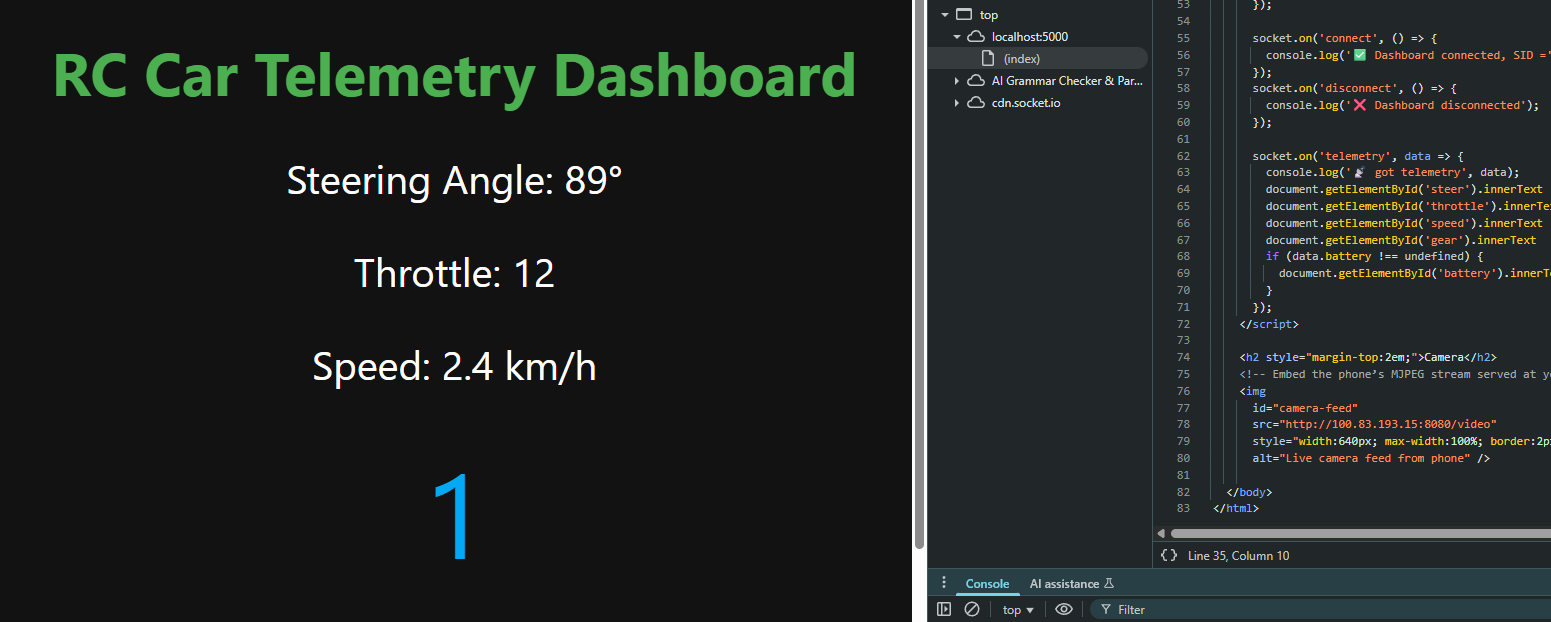 RC Car Telemetry Dashboard
Steering Angle: 89°
Throttle: 12
Speed: 2.4 km/h
1
top
localhost:5000
(index)
AI Grammar Checker & Par...
cdn.socket.io
53 });
54
55 socket.on('connect', () => {
56 console.log('✅ Dashboard connected, SID ='
57 });
58 socket.on('disconnect', () => {
59 console.log('❌ Dashboard disconnected');
60 });
61
62 socket.on('telemetry', data => {
63 console.log('📡 got telemetry', data);
64 document.getElementById('steer').innerText
65 document.getElementById('throttle').innerTex
66 document.getElementById('speed').innerText
67 document.getElementById('gear').innerText
68 if (data.battery !== undefined) {
69 document.getElementById('battery').innerT
70 }
71 });
72 </script>
73
74 <h2 style="margin-top:2em;">Camera</h2>
75 <!-- Embed the phone’s MJPEG stream served at y
76 <img
77 id="camera-feed"
78 src="http://100.83.193.15:8080/video"
79 style="width:640px; max-width:100%; border:2p
80 alt="Live camera feed from phone" />
81
82 </body>
83 </html>
{} Line 35, Column 10
Console AI assistance
top Filter